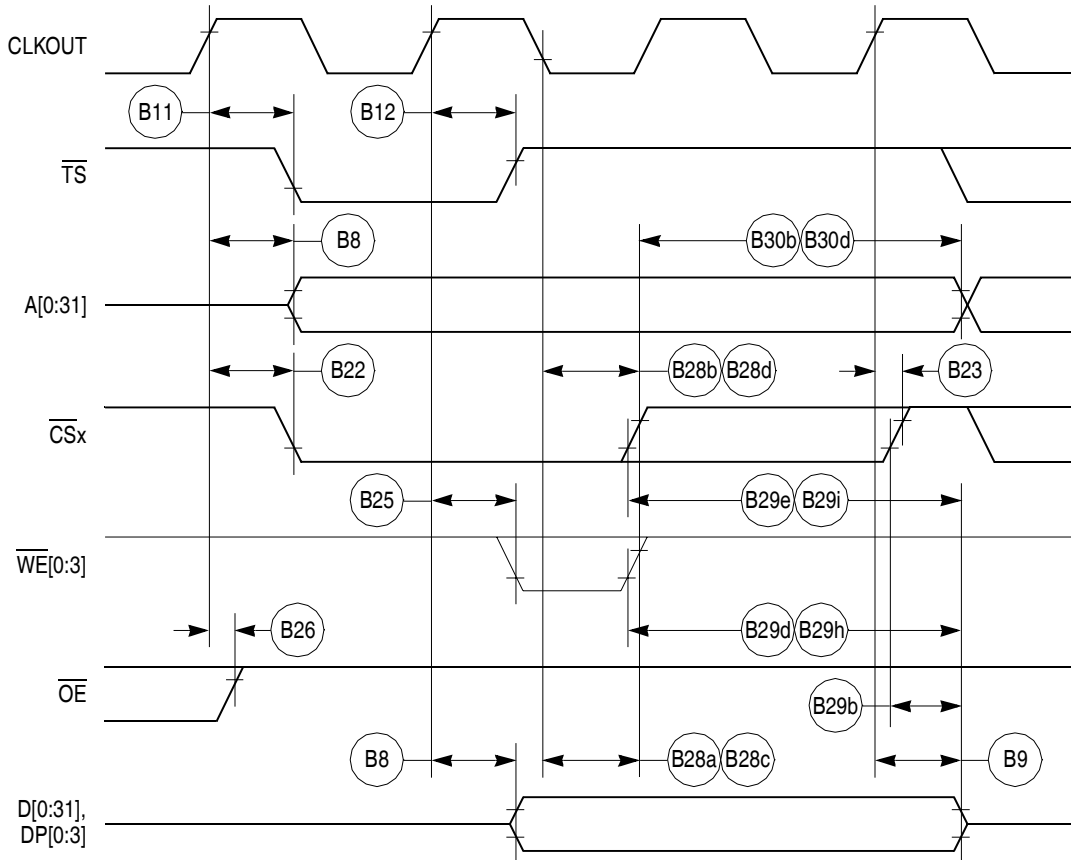 CLKOUT
B11
B12
TS
B8
B30b B30d
A[0:31]
B22
B28b B28d
B23
CSx
B25
B29e B29i
WE[0:3]
B26
B29d B29h
OE
B29b
B8
B28a B28c
B9
D[0:31],
DP[0:3]